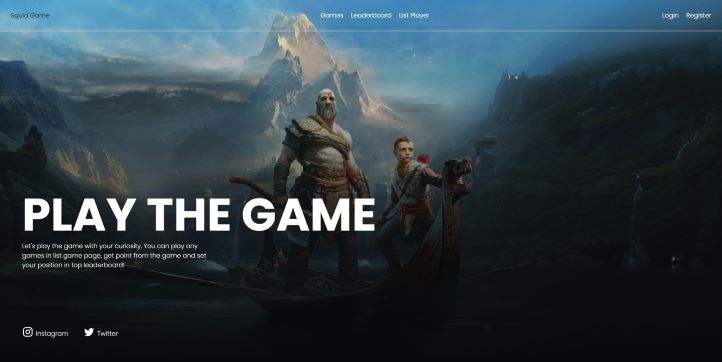 Squid Game
Games Leaderboard List Player
Login Register
PLAY THE GAME
Let's play the game with your curiosity. You can play any
games in list game page, get point from the game and set
your position in top leaderboard!
Instagram Twitter